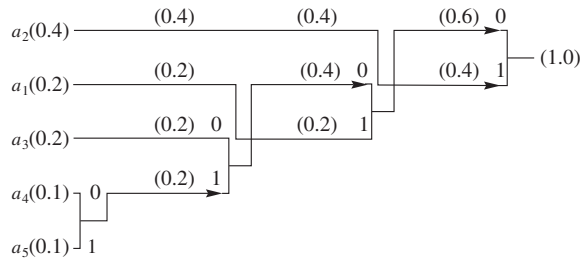 (0.4) (0.4) (0.6) 0
a₂(0.4)
(1.0)
(0.2) (0.4) 0 (0.4) 1
a₁(0.2)
(0.2) 0 (0.2) 1
a₃(0.2)
(0.2) 1
a₄(0.1) 0
a₅(0.1) 1